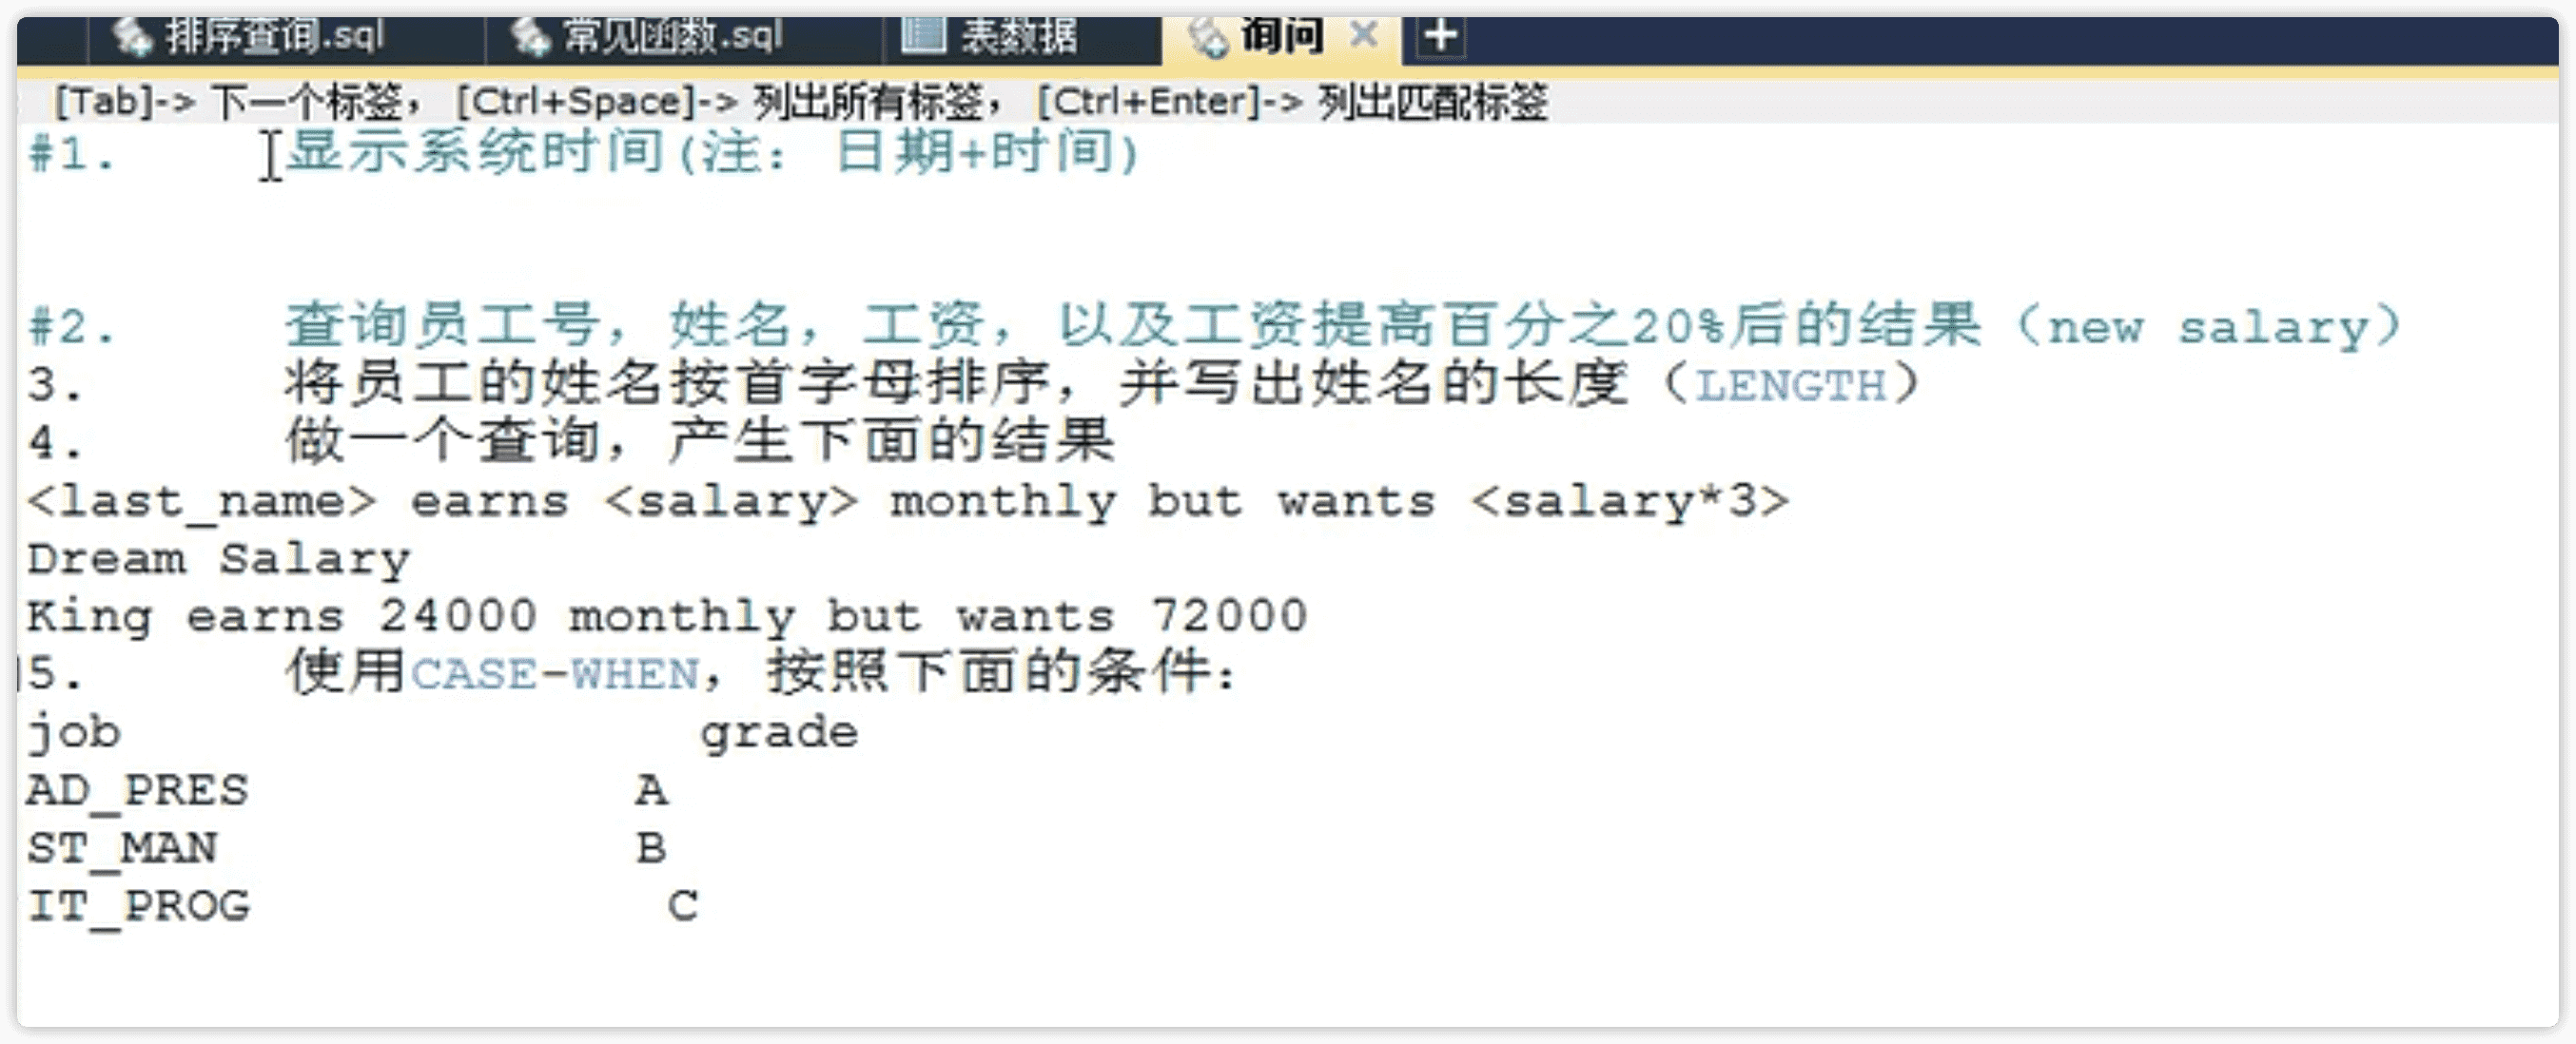 排序查询.sql 常见函数.sql 表数据 询问
[Tab]-> 下一个标签， [Ctrl+Space]-> 列出所有标签， [Ctrl+Enter]-> 列出匹配标签
#1. 显示系统时间(注： 日期+时间)
#2. 查询员工号，姓名，工资，以及工资提高百分之20%后的结果（new salary）
3. 将员工的姓名按首字母排序，并写出姓名的长度（LENGTH）
4. 做一个查询，产生下面的结果
<last_name> earns <salary> monthly but wants <salary*3>
Dream Salary
King earns 24000 monthly but wants 72000
5. 使用CASE-WHEN，按照下面的条件：
job grade
AD_PRES A
ST_MAN B
IT_PROG C